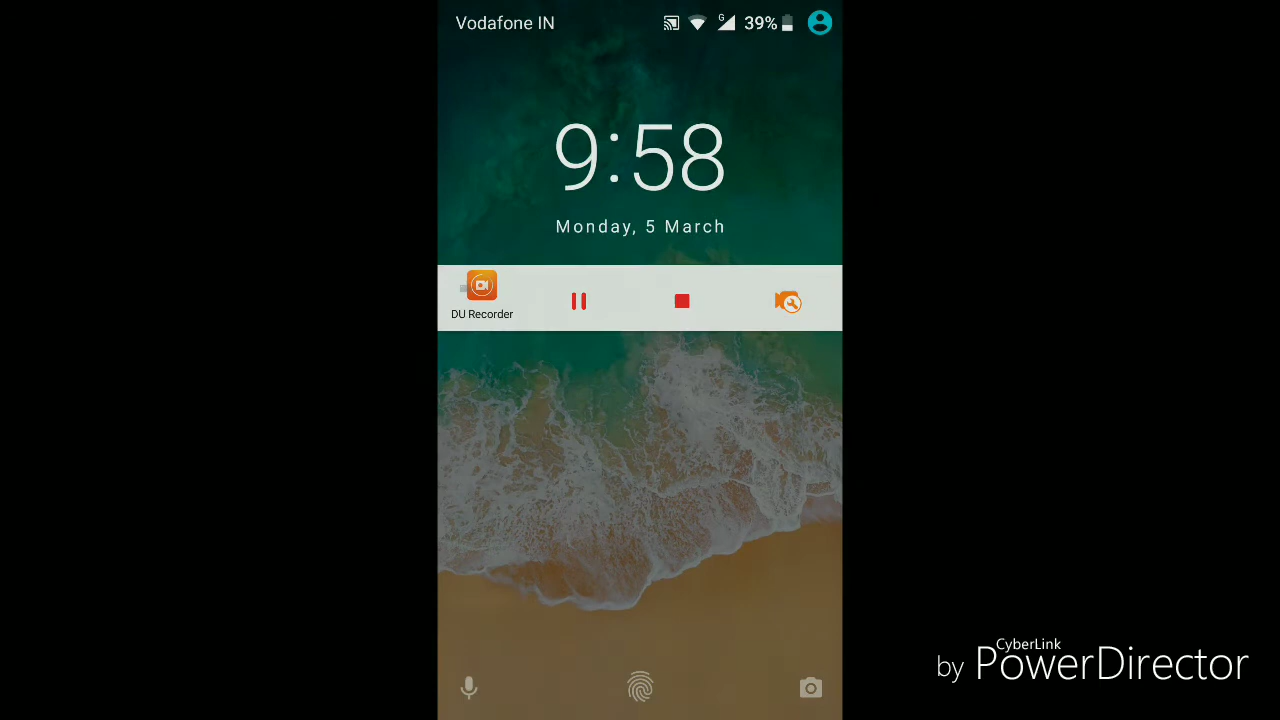 Vodafone IN
G
39%
9:58
Monday, 5 March
DU Recorder
CyberLink
by PowerDirector